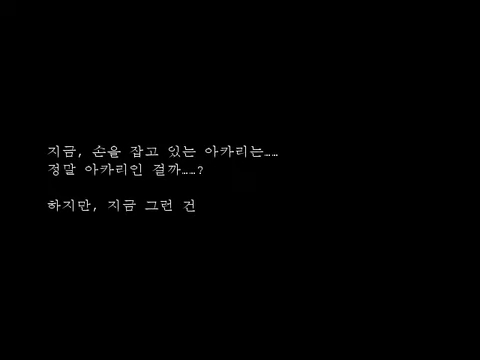 지금, 손을 잡고 있는 아카리는……
정말 아카리인 걸까……?
하지만, 지금 그런 건